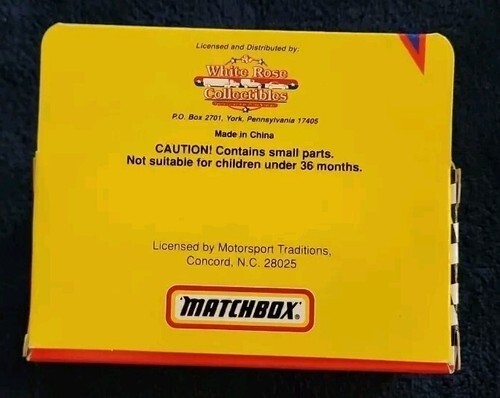 Licensed and Distributed by:
White Rose
Collectibles
P.O. Box 2701, York, Pennsylvania 17405
Made in China
CAUTION! Contains small parts.
Not suitable for children under 36 months.
Licensed by Motorsport Traditions,
Concord, N.C. 28025
MATCHBOX®